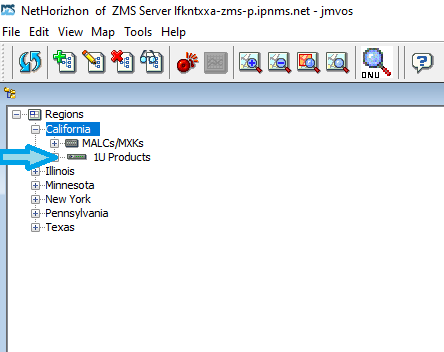 NetHorizhon of ZMS Server lfkntxxa-zms-p.ipnms.net - jmvos
File View Map Tools Help
ONU
Regions
California
MALCs/MXKs
1U Products
Illinois
Minnesota
New York
Pennsylvania
Texas